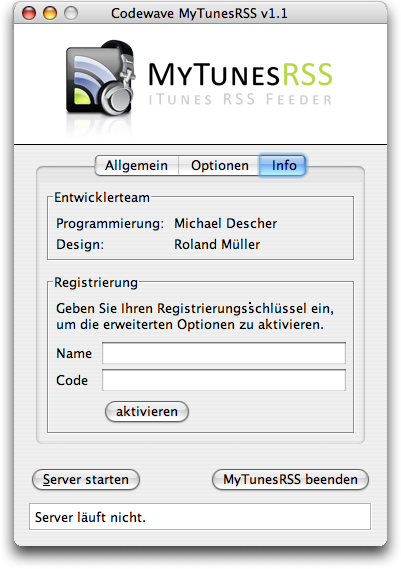 Codewave MyTunesRSS v1.1
MyTunesRSS
iTunes RSS Feeder
Allgemein Optionen Info
Entwicklerteam
Programmierung: Michael Descher
Design: Roland Müller
Registrierung
Geben Sie Ihren Registrierungsschlüssel ein,
um die erweiterten Optionen zu aktivieren.
Name
Code
aktivieren
Server starten MyTunesRSS beenden
Server läuft nicht.